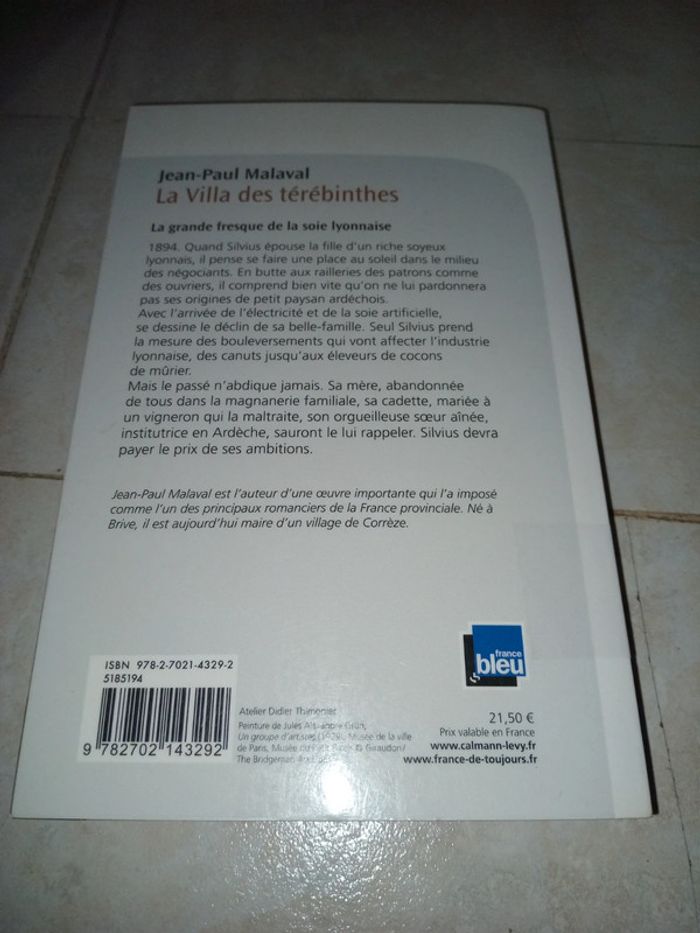 Jean-Paul Malaval
La Villa des térébinthes
La grande fresque de la soie lyonnaise
1894. Quand Silvius épouse la fille d'un riche soyeux
lyonnais, il pense se faire une place au soleil dans le milieu
des négociants. En butte aux railleries des patrons comme
des ouvriers, il comprend bien vite qu'on ne lui pardonnera
pas ses origines de petit paysan ardéchois.
Avec l'arrivée de l'électricité et de la soie artificielle,
se dessine le déclin de sa belle-famille. Seul Silvius prend
la mesure des bouleversements qui vont affecter l'industrie
lyonnaise, des canuts jusqu'aux éleveurs de cocons
de mûrier.
Mais le passé n'abdique jamais. Sa mère, abandonnée
de tous dans la magnanerie familiale, sa cadette, mariée à
un vigneron qui la maltraite, son orgueilleuse sœur aînée,
institutrice en Ardèche, sauront le lui rappeler. Silvius devra
payer le prix de ses ambitions.
Jean-Paul Malaval est l'auteur d'une œuvre importante qui l'a imposé
comme l'un des principaux romanciers de la France provinciale. Né à
Brive, il est aujourd'hui maire d'un village de Corrèze.
ISBN 978-2-7021-4329-2
5185194
9 782702 143292
Atelier Didier Thimonier
Peinture de Jules Alexandre Grün,
Un groupe d'artistes (1929), Musée de la ville
de Paris, Musée du © Giraudon/
The Bridgeman
france
bleu
21,50 €
Prix valable en France
www.calmann-levy.fr
www.france-de-toujours.fr